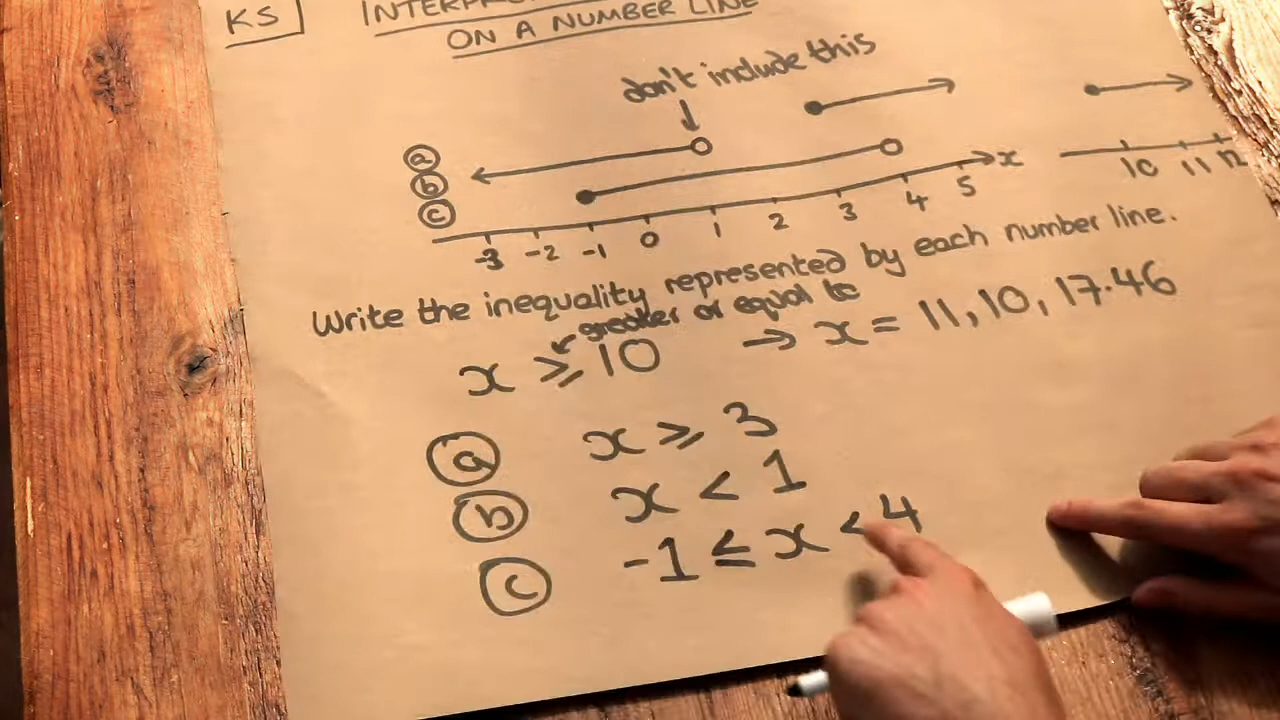 KS
ON A NUMBER LINE
don't include this
a
b
c
-3 -2 -1 0 1 2 3 4 5 x
10 11 12
Write the inequality represented by each number line.
greater or equal to
x ≥ 10 → x = 11, 10, 17.46
a x ≥ 3
b x < 1
c -1 ≤ x < 4